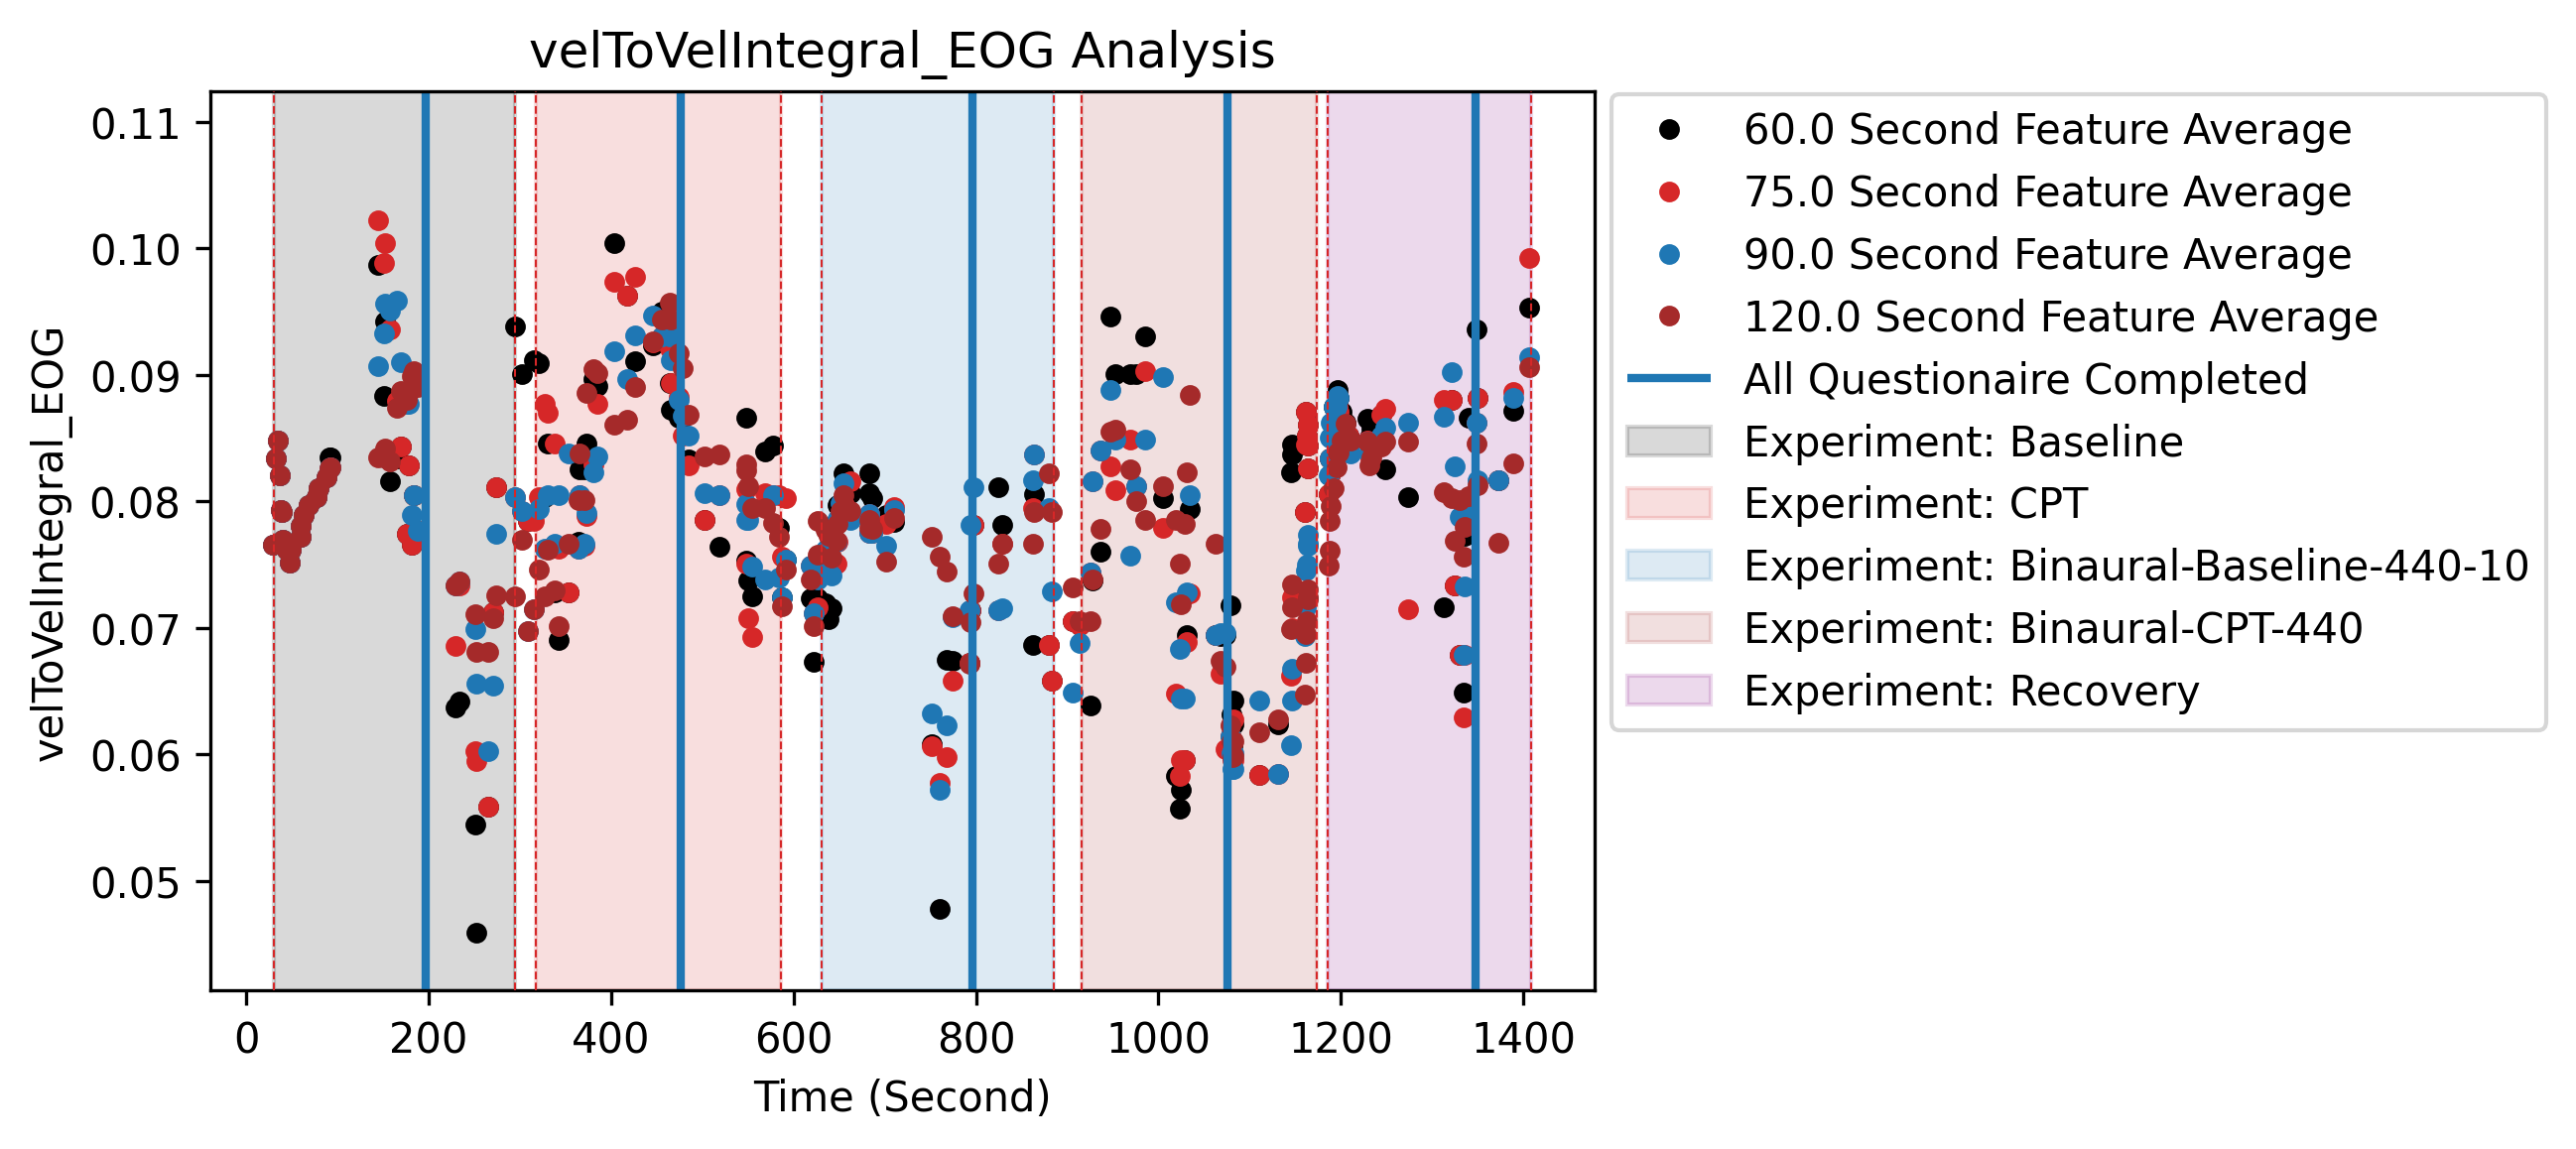 velToVelIntegral_EOG Analysis
velToVelIntegral_EOG
0.11
0.10
0.09
0.08
0.07
0.06
0.05
0 200 400 600 800 1000 1200 1400
Time (Second)
60.0 Second Feature Average
75.0 Second Feature Average
90.0 Second Feature Average
120.0 Second Feature Average
All Questionaire Completed
Experiment: Baseline
Experiment: CPT
Experiment: Binaural-Baseline-440-10
Experiment: Binaural-CPT-440
Experiment: Recovery